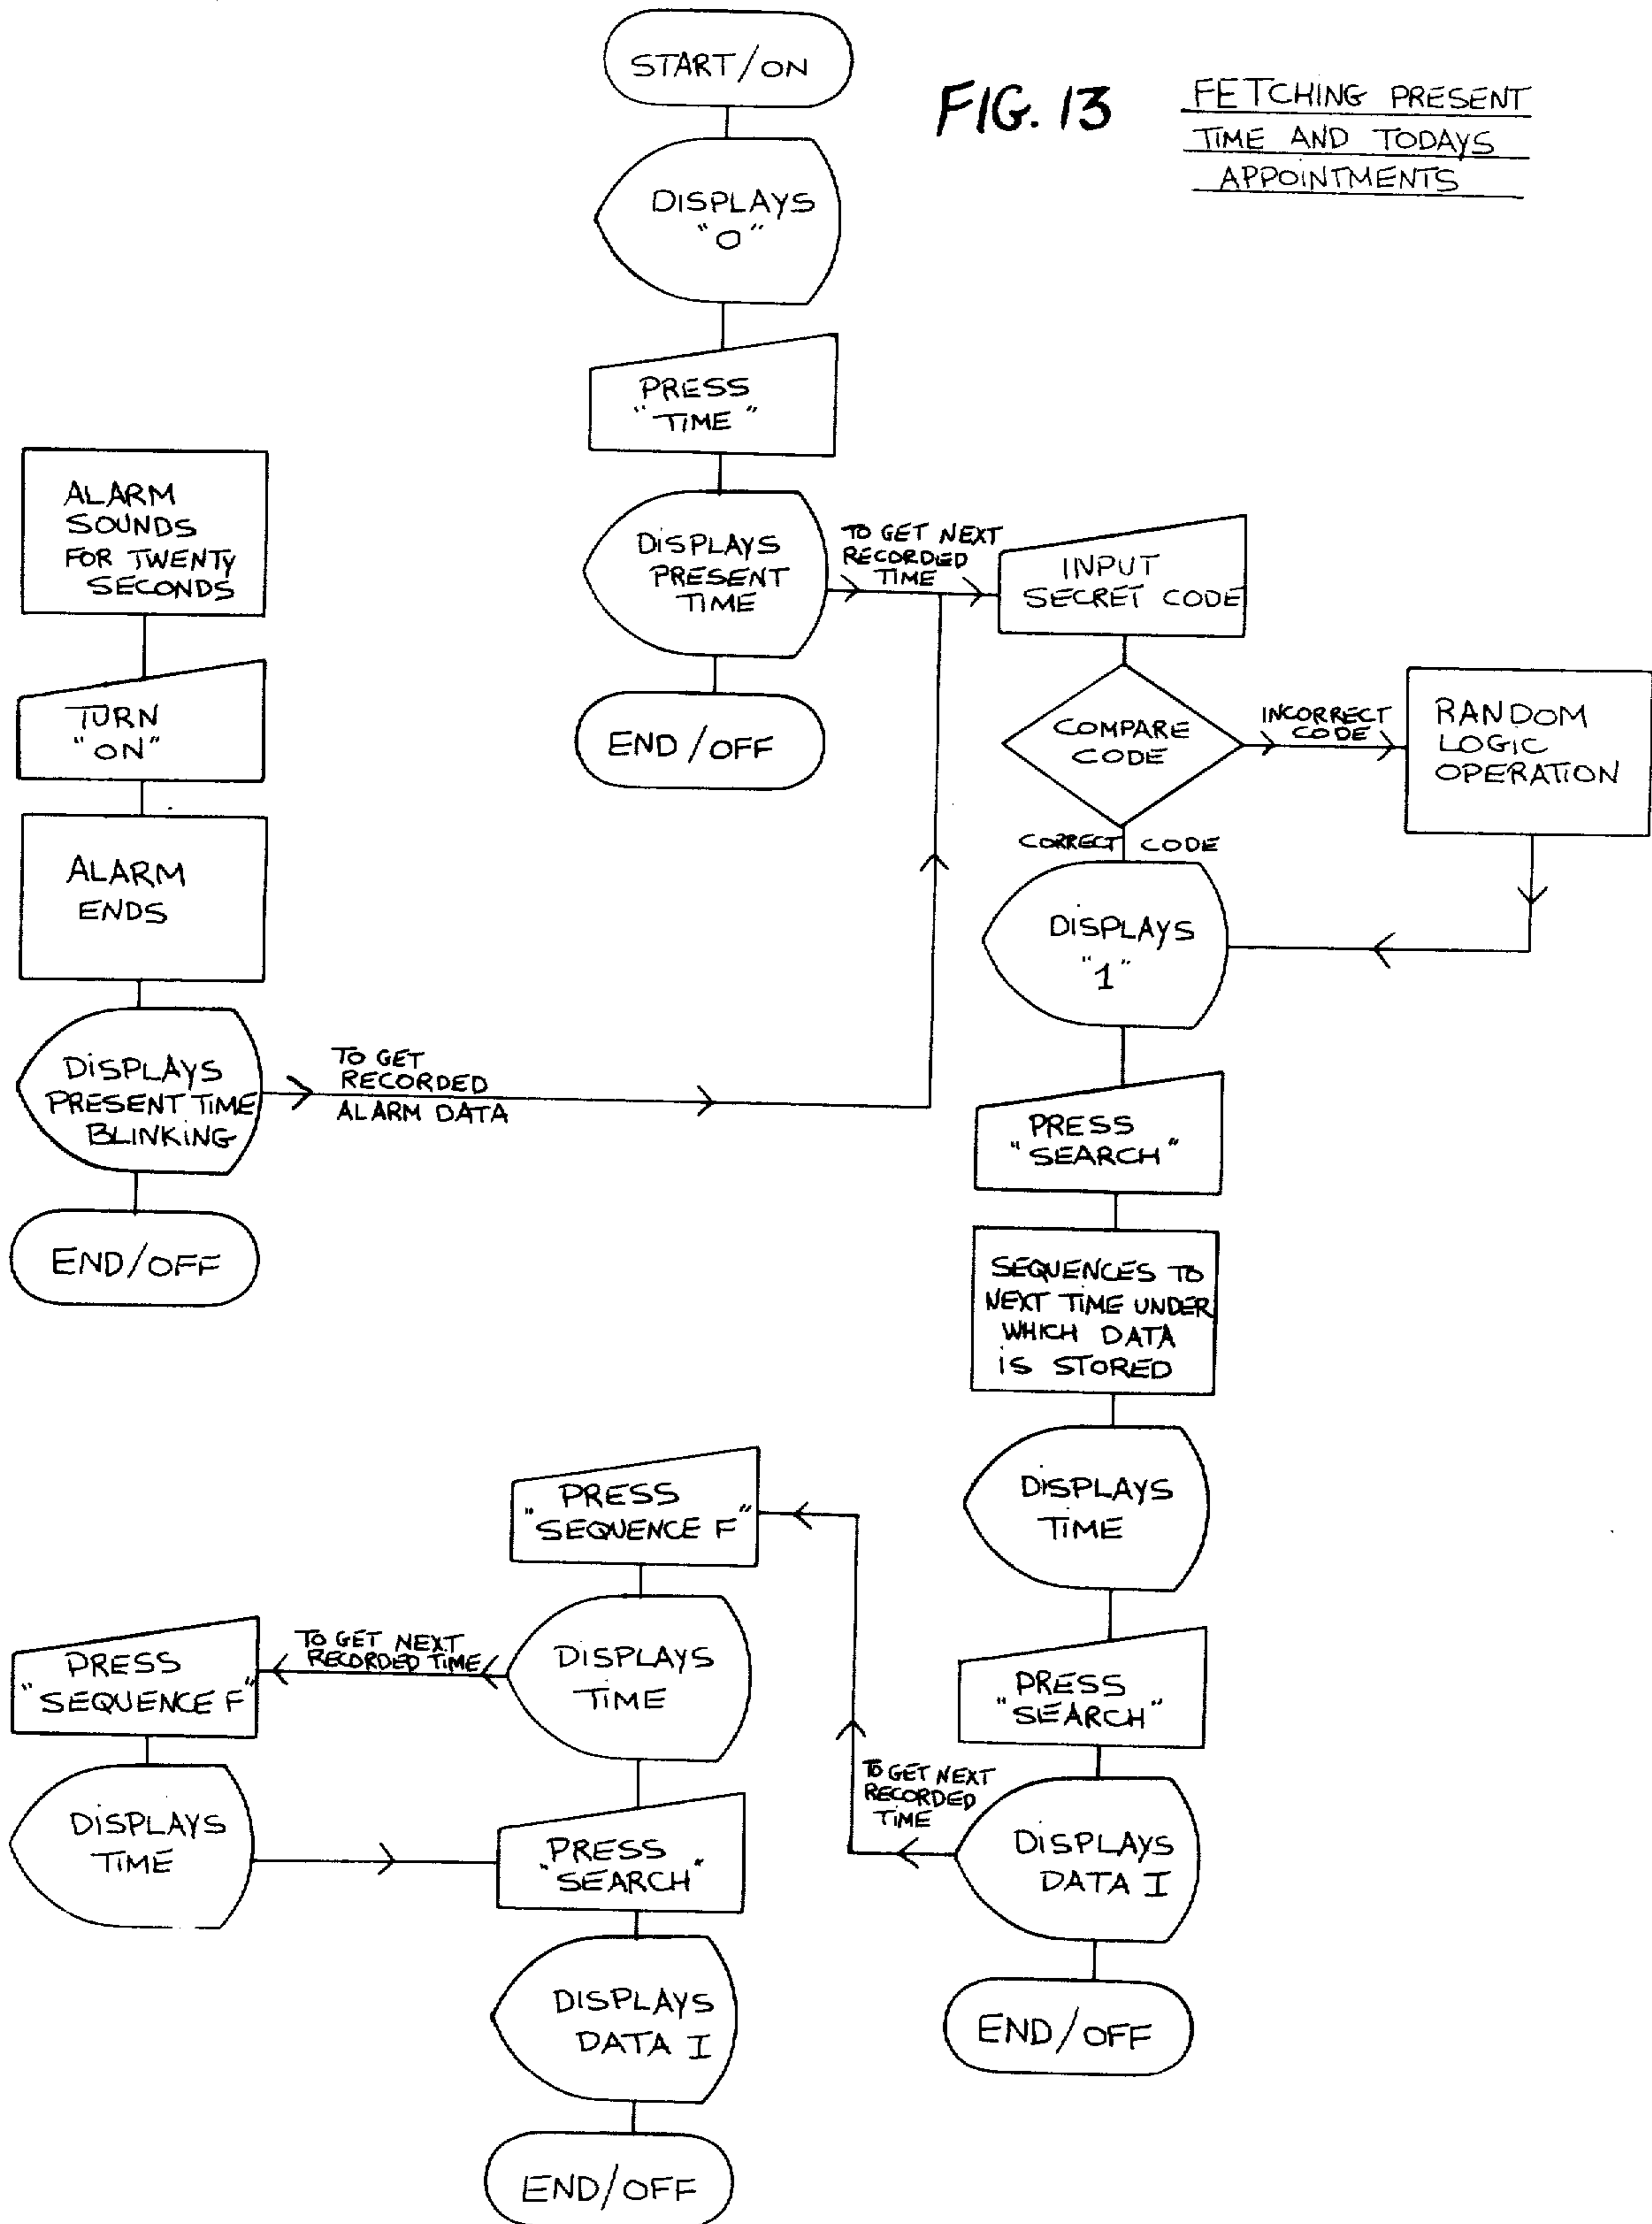 START/ON
FIG. 13
FETCHING PRESENT
TIME AND TODAYS
APPOINTMENTS
DISPLAYS
"0"
PRESS
"TIME"
DISPLAYS
PRESENT
TIME
END/OFF
TO GET NEXT
RECORDED
TIME
INPUT
SECRET CODE
COMPARE
CODE
INCORRECT
CODE
RANDOM
LOGIC
OPERATION
CORRECT CODE
DISPLAYS
"1"
ALARM
SOUNDS
FOR TWENTY
SECONDS
TURN
"ON"
ALARM
ENDS
DISPLAYS
PRESENT TIME
BLINKING
TO GET
RECORDED
ALARM DATA
END/OFF
PRESS
"SEARCH"
SEQUENCES TO
NEXT TIME UNDER
WHICH DATA
IS STORED
DISPLAYS
TIME
PRESS
"SEARCH"
DISPLAYS
DATA I
END/OFF
TO GET NEXT
RECORDED
TIME
PRESS
"SEQUENCE F"
DISPLAYS
TIME
TO GET NEXT
RECORDED TIME
PRESS
"SEQUENCE F"
DISPLAYS
TIME
PRESS
"SEARCH"
DISPLAYS
DATA I
END/OFF